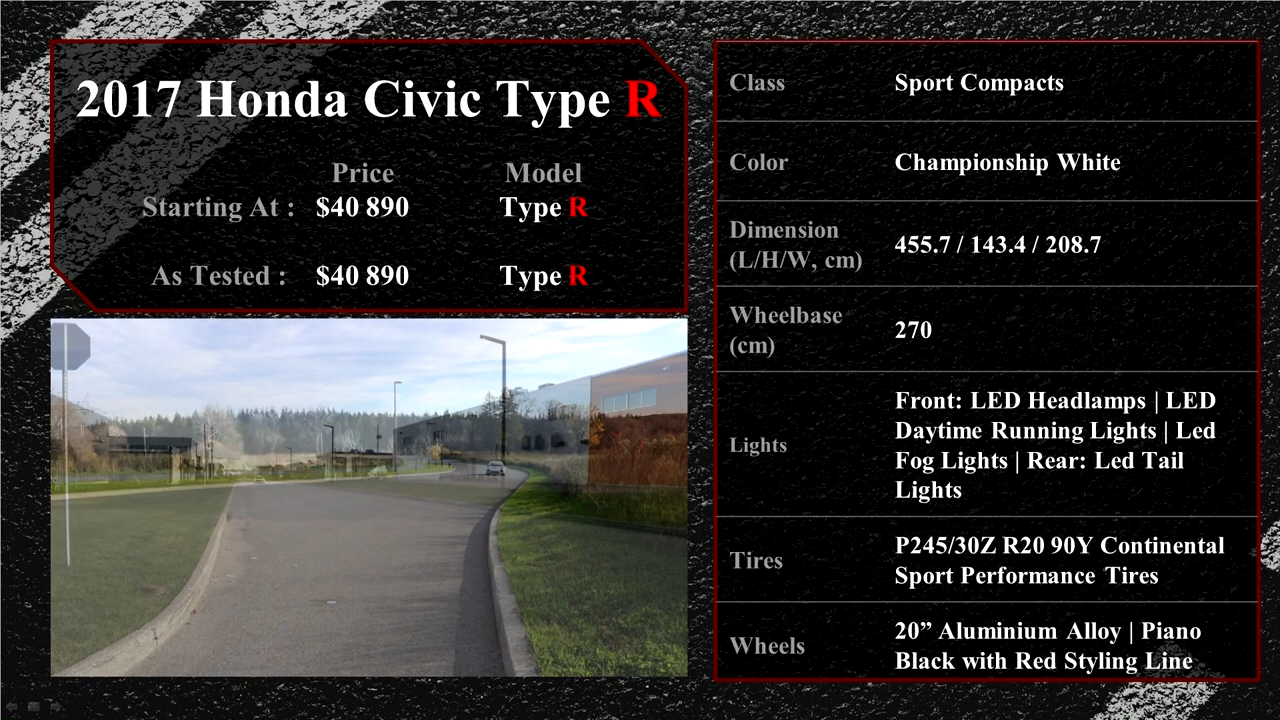 2017 Honda Civic Type R
Price Model
Starting At : $40 890 Type R
As Tested : $40 890 Type R
Class Sport Compacts
Color Championship White
Dimension
(L/H/W, cm) 455.7 / 143.4 / 208.7
Wheelbase
(cm) 270
Lights
Front: LED Headlamps | LED
Daytime Running Lights | Led
Fog Lights | Rear: Led Tail
Lights
Tires
P245/30Z R20 90Y Continental
Sport Performance Tires
Wheels
20” Aluminium Alloy | Piano
Black with Red Styling Line